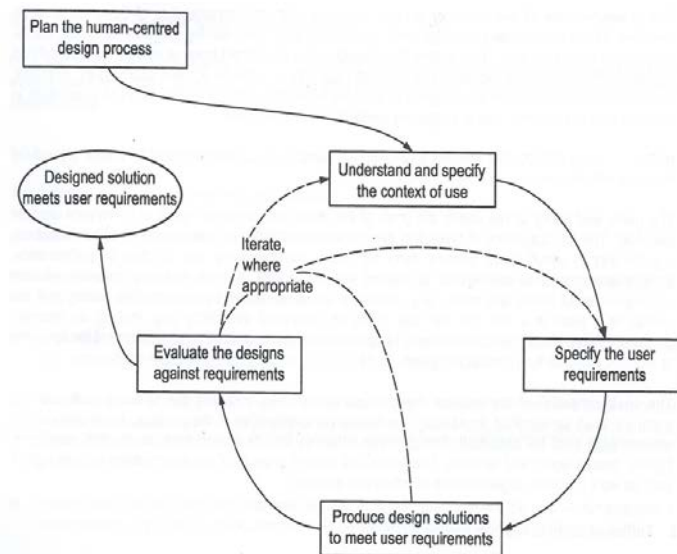 Plan the human-centred
design process
Designed solution
meets user requirements
Understand and specify
the context of use
Iterate,
where
appropriate
Evaluate the designs
against requirements
Specify the user
requirements
Produce design solutions
to meet user requirements